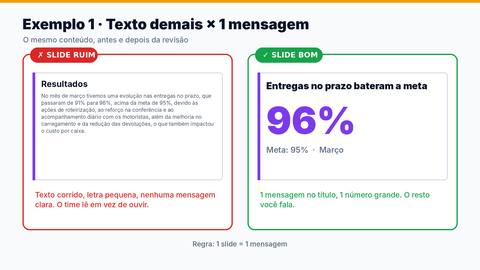 Exemplo 1 · Texto demais × 1 mensagem
O mesmo conteúdo, antes e depois da revisão
✗ SLIDE RUIM
Resultados
No mês de março tivemos uma evolução nas entregas no prazo, que
passaram de 91% para 96%, acima da meta de 95%, devido às
ações de roteirização, ao reforço na conferência e ao
acompanhamento diário com os motoristas, além da melhoria no
carregamento e da redução das devoluções, o que também impactou
o custo por caixa.
Texto corrido, letra pequena, nenhuma mensagem
clara. O time lê em vez de ouvir.
✓ SLIDE BOM
Entregas no prazo bateram a meta
96%
Meta: 95% · Março
1 mensagem no título, 1 número grande. O resto
você fala.
Regra: 1 slide = 1 mensagem